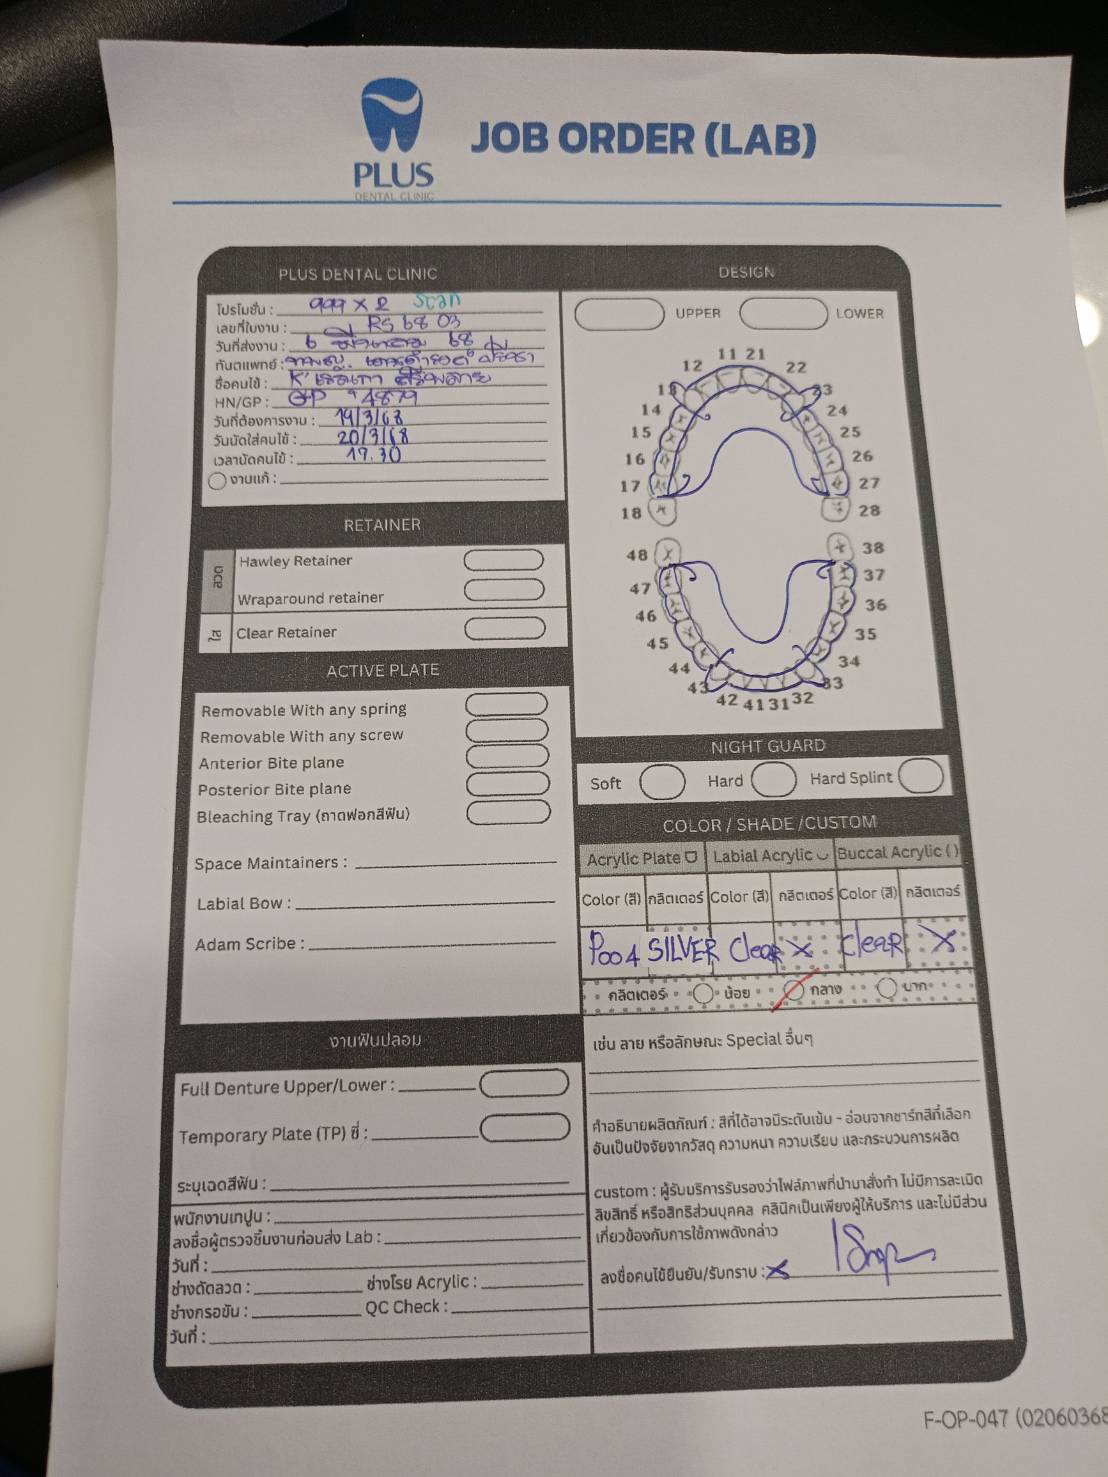 PLUS
DENTAL CLINIC
JOB ORDER (LAB)
PLUS DENTAL CLINIC
โปรโมชั่น : 999 x 2 scan
เลขที่ใบงาน : RS 68 03
วันที่ส่งงาน : 6 มีนาคม 68
ทันตแพทย์ :
ชื่อคนไข้ : K'
HN/GP : GP 4879
วันที่ต้องการงาน : 19/3/68
วันนัดใส่คนไข้ : 20/3/68
เวลานัดคนไข้ : 17.30
งานแก้ :
DESIGN
UPPER LOWER
11 21
12 22
13 23
14 24
15 25
16 26
17 27
18 28
48 38
47 37
46 36
45 35
44 34
43 33
42 41 31 32
RETAINER
ลวด
Hawley Retainer
Wraparound retainer
ใส
Clear Retainer
ACTIVE PLATE
Removable With any spring
Removable With any screw
Anterior Bite plane
Posterior Bite plane
Bleaching Tray (ถาดฟอกสีฟัน)
Space Maintainers :
Labial Bow :
Adam Scribe :
NIGHT GUARD
Soft Hard Hard Splint
COLOR / SHADE /CUSTOM
Acrylic Plate Labial Acrylic Buccal Acrylic ( )
Color (สี) กลิตเตอร์ Color (สี) กลิตเตอร์ Color (สี) กลิตเตอร์
P004 SILVER Clear X Clear X
กลิตเตอร์ น้อย กลาง มาก
เช่น ลาย หรือลักษณะ Special อื่นๆ
คำอธิบายผลิตภัณฑ์ : สีที่ได้อาจมีระดับเข้ม - อ่อนจากชาร์ทสีที่เลือก
อันเป็นปัจจัยจากวัสดุ ความหนา ความเรียบ และกระบวนการผลิต
custom : ผู้รับบริการรับรองว่าไฟล์ภาพที่นำมาสั่งทำ ไม่มีการละเมิด
ลิขสิทธิ์ หรือสิทธิส่วนบุคคล คลินิกเป็นเพียงผู้ให้บริการ และไม่มีส่วน
เกี่ยวข้องกับการใช้ภาพดังกล่าว
ลงชื่อคนไข้ยืนยัน/รับทราบ : x
งานฟันปลอม
Full Denture Upper/Lower :
Temporary Plate (TP) ซี่ :
ระบุเฉดสีฟัน :
พนักงานเทปูน :
ลงชื่อผู้ตรวจชิ้นงานก่อนส่ง Lab :
วันที่ :
ช่างดัดลวด : ช่างโรย Acrylic :
ช่างกรอขัด : QC Check :
วันที่ :
F-OP-047 (02060368